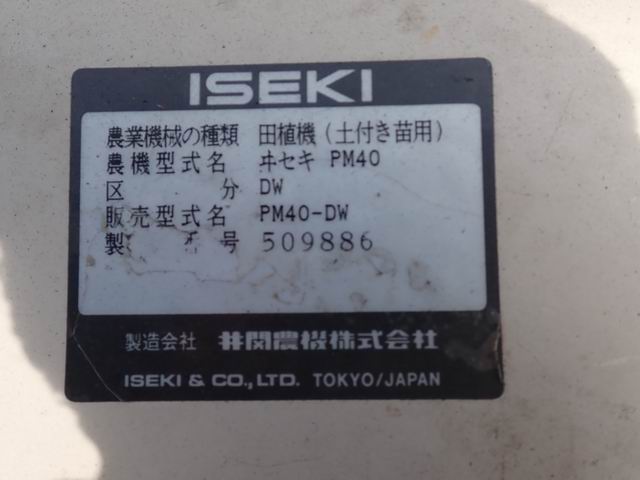 ISEKI
農業機械の種類 田植機(土付き苗用)
農機型式名 ヰセキ PM40
区分 DW
販売型式名 PM40-DW
製 号 509886
製造会社 井関農機株式会社
ISEKI & CO.,LTD. TOKYO/JAPAN